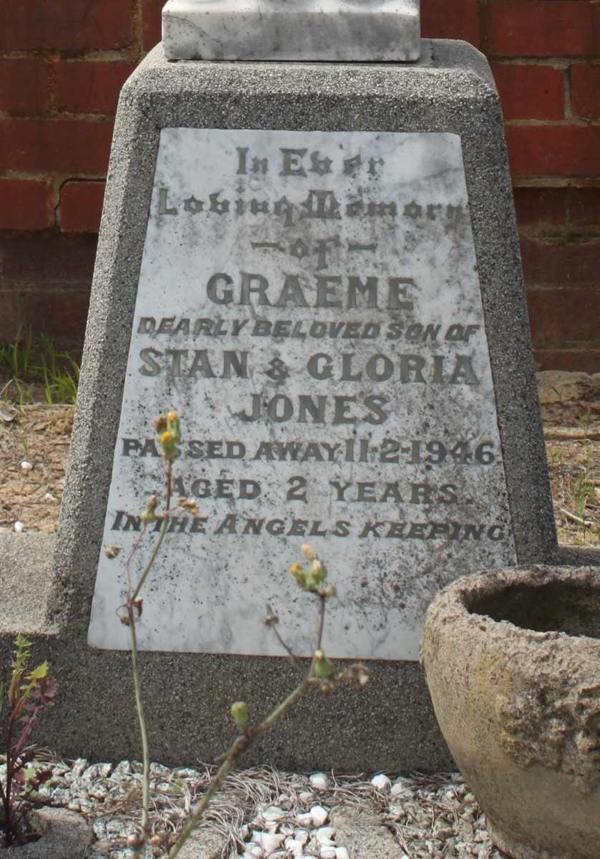 In Ever
Loving Memory
— of —
GRAEME
DEARLY BELOVED SON OF
STAN & GLORIA
JONES
PASSED AWAY 11-2-1946
AGED 2 YEARS.
IN THE ANGELS KEEPING